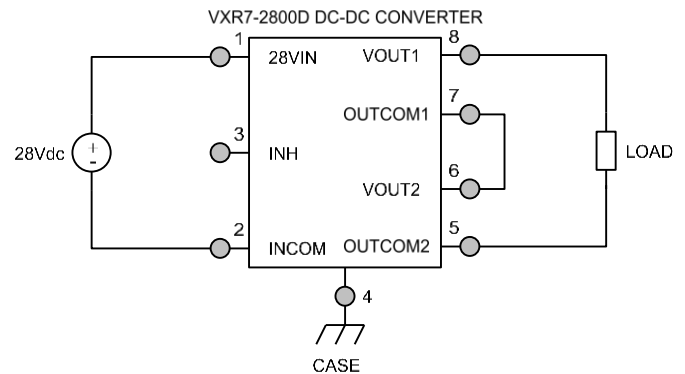 VXR7-2800D DC-DC CONVERTER
1
28VIN
VOUT1
8
OUTCOM1
7
3
INH
28Vdc
+
-
LOAD
VOUT2
6
2
INCOM
OUTCOM2
5
4
CASE